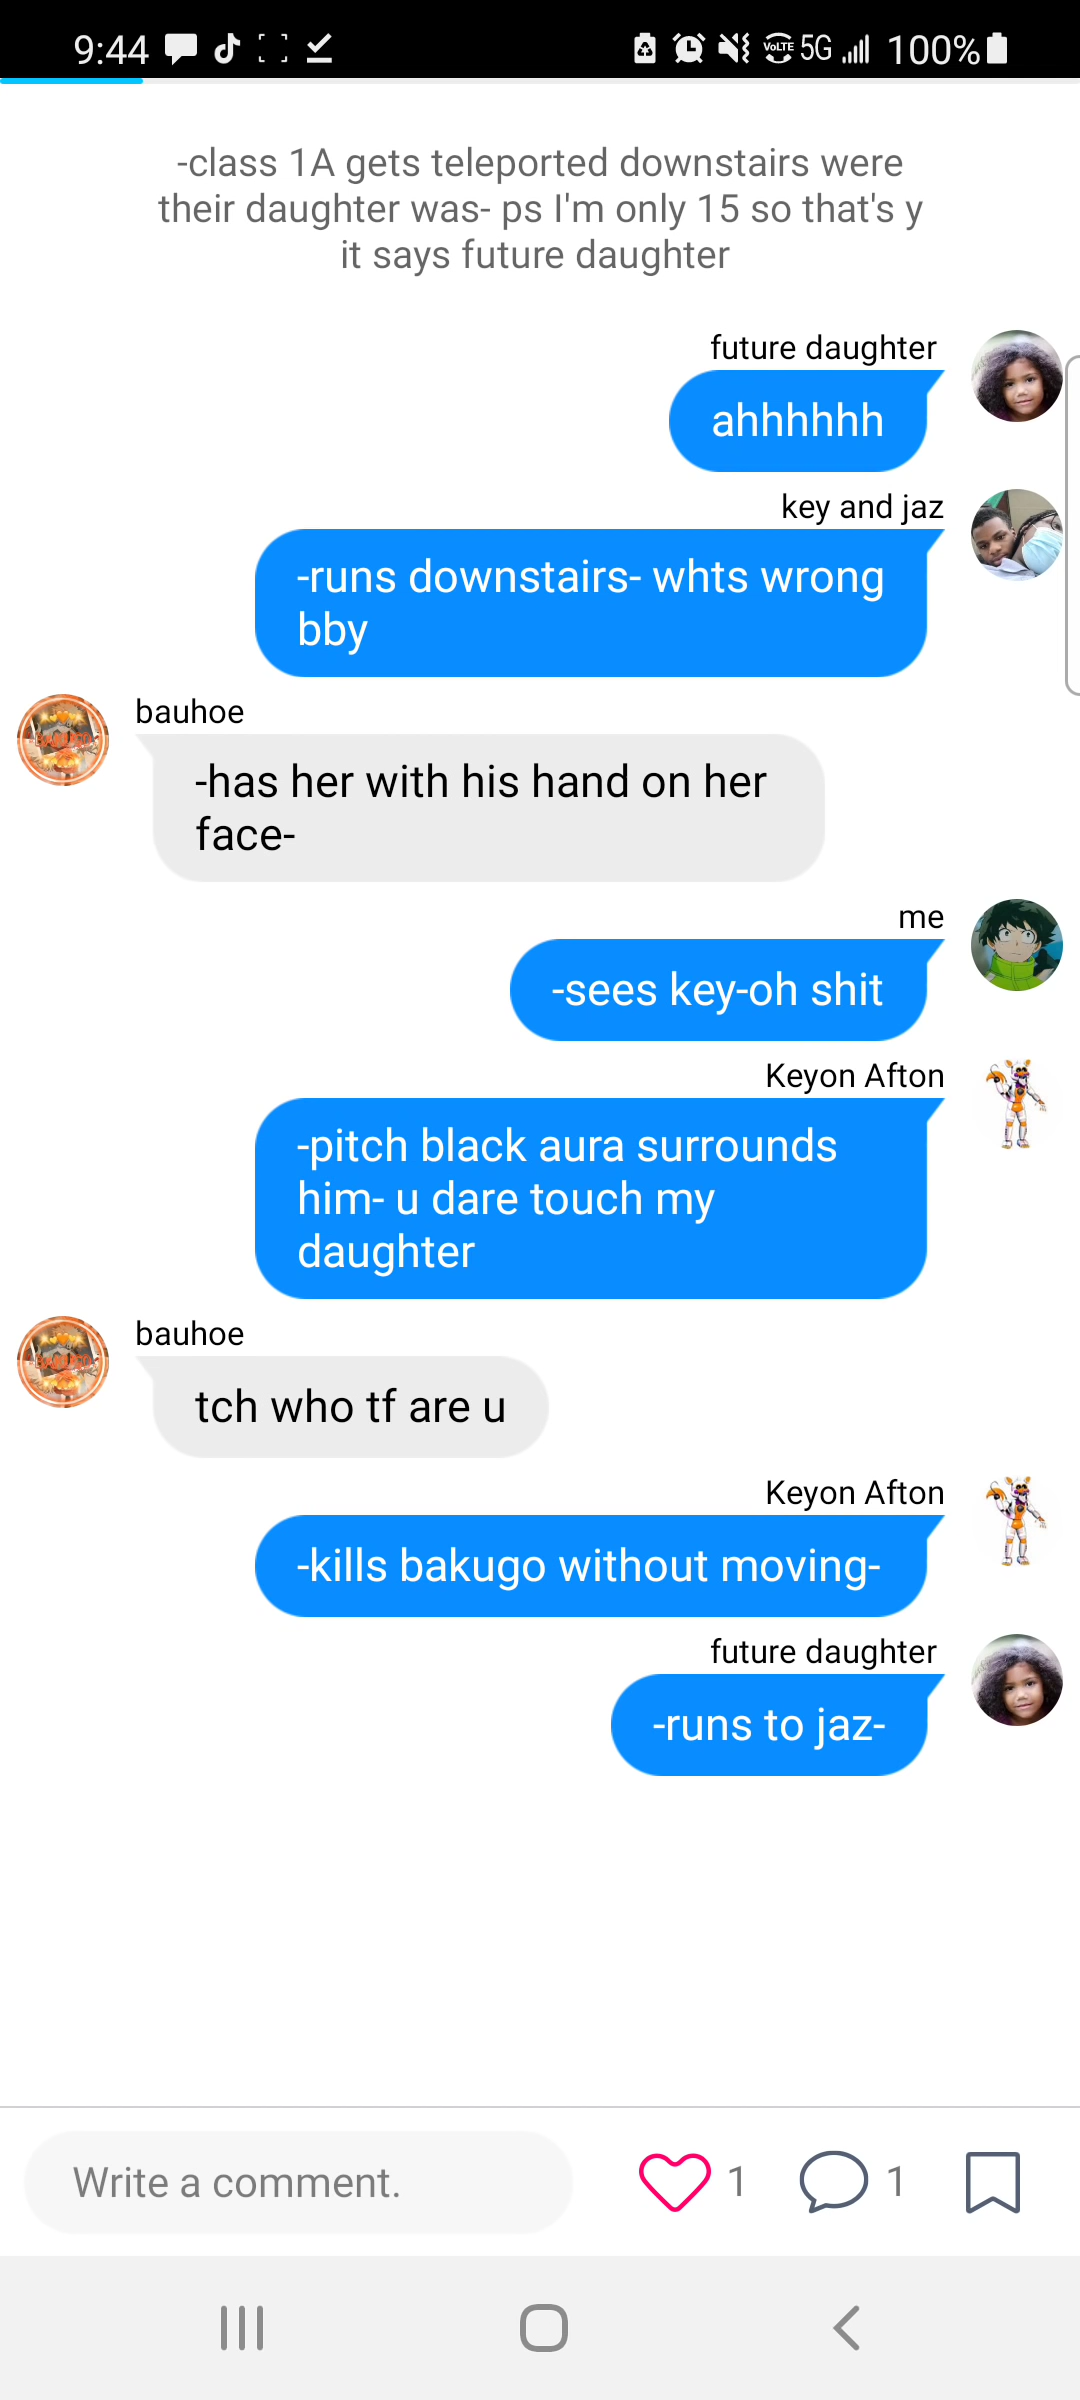 9:44
VoLTE 5G 100%
-class 1A gets teleported downstairs were
their daughter was- ps I'm only 15 so that's y
it says future daughter
future daughter
ahhhhhh
key and jaz
-runs downstairs- whts wrong
bby
bauhoe
-has her with his hand on her
face-
me
-sees key-oh shit
Keyon Afton
-pitch black aura surrounds
him- u dare touch my
daughter
bauhoe
tch who tf are u
Keyon Afton
-kills bakugo without moving-
future daughter
-runs to jaz-
Write a comment.
1
1